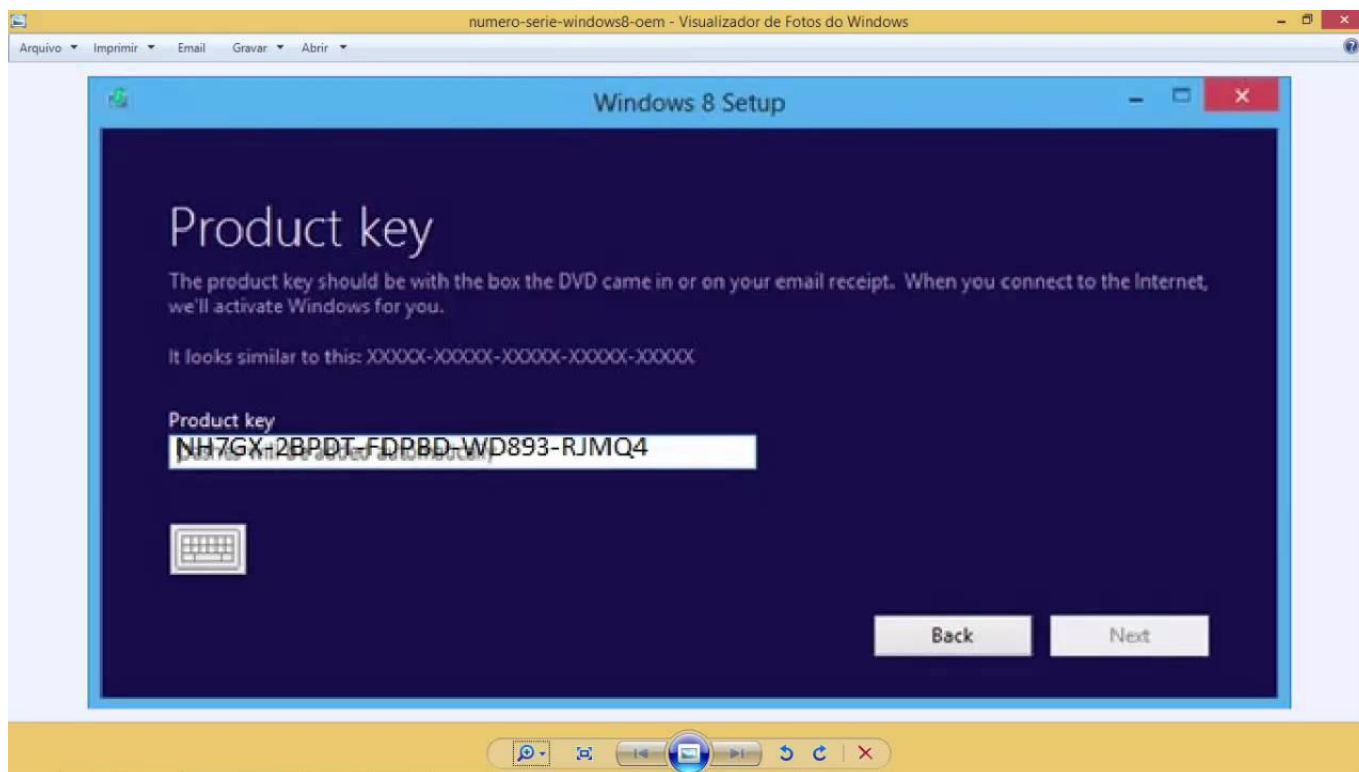 numero-serie-windows8-oem - Visualizador de Fotos do Windows
Arquivo Imprimir Email Gravar Abrir
Windows 8 Setup
Product key
The product key should be with the box the DVD came in or on your email receipt. When you connect to the Internet,
we'll activate Windows for you.
It looks similar to this: XXXXX-XXXXX-XXXXX-XXXXX-XXXXX
Product key
NH7GX-2BPDT-FDPBD-WD893-RJMQ4
Back Next